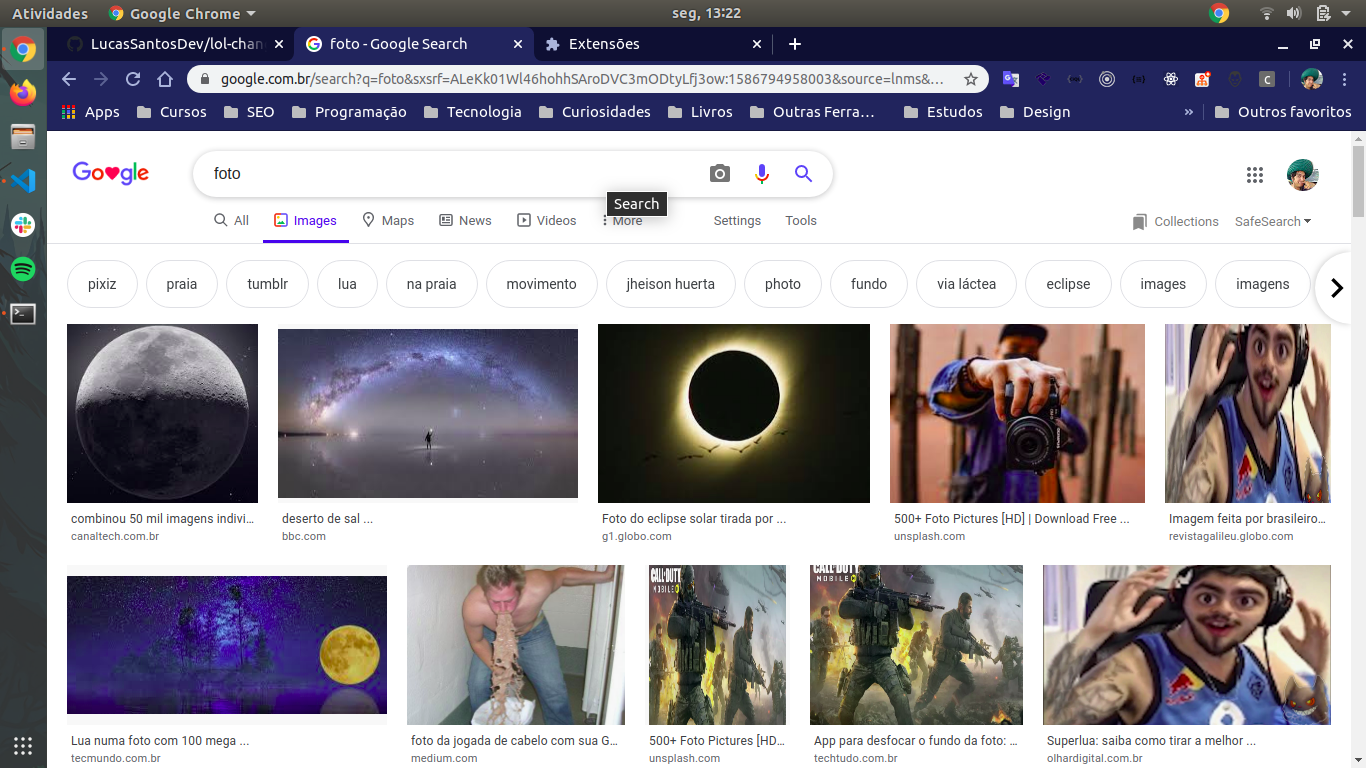 Atividades
Google Chrome
seg, 13:22
LucasSantosDev/lol-chan
foto - Google Search
Extensões
google.com.br/search?q=foto&sxsrf=ALeKk01Wl46hohhSAroDVC3mODtyLfj3ow:1586794958003&source=lnms&…
C
Apps
Cursos
SEO
Programação
Tecnologia
Curiosidades
Livros
Outras Ferra…
Estudos
Design
»
Outros favoritos
foto
Search
All
Images
Maps
News
Videos
More
Settings
Tools
Collections
SafeSearch
pixiz
praia
tumblr
lua
na praia
movimento
jheison huerta
photo
fundo
via láctea
eclipse
images
imagens
combinou 50 mil imagens indivi…
canaltech.com.br
deserto de sal ...
bbc.com
Foto do eclipse solar tirada por ...
g1.globo.com
500+ Foto Pictures [HD] | Download Free ...
unsplash.com
Imagem feita por brasileiro…
revistagalileu.globo.com
CALL OF DUTY
MOBILE
CALL OF DUTY
MOBILE
Lua numa foto com 100 mega ...
tecmundo.com.br
foto da jogada de cabelo com sua G…
medium.com
500+ Foto Pictures [HD…
unsplash.com
App para desfocar o fundo da foto: …
techtudo.com.br
Superlua: saiba como tirar a melhor ...
olhardigital.com.br